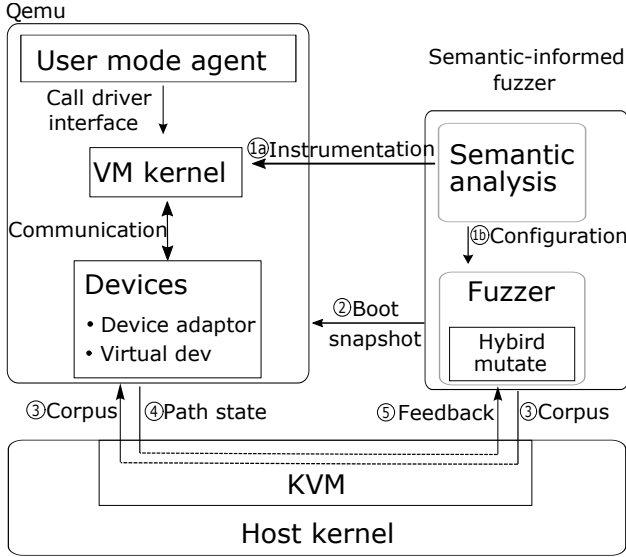 Qemu
User mode agent
Call driver
interface
VM kernel
Communication
Devices
• Device adaptor
• Virtual dev
Semantic-informed
fuzzer
1a Instrumentation
Semantic
analysis
1b Configuration
Fuzzer
Hybird
mutate
②Boot
snapshot
③Corpus
④Path state
⑤Feedback
③Corpus
KVM
Host kernel